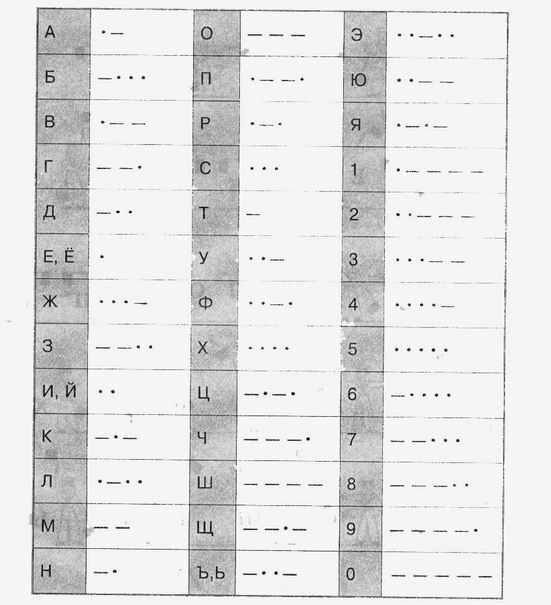 А •— О — — — Э ••—••
Б —••• П •— —• Ю ••— —
В •— — Р •—• Я •—•—
Г — —• С ••• 1 •— — — —
Д —•• Т — 2 ••— — —
Е, Ё • У ••— 3 •••— —
Ж •••— Ф ••—• 4 ••••—
З — —•• Х •••• 5 •••••
И, Й •• Ц —•—• 6 —••••
К —•— Ч — — —• 7 — —•••
Л •—•• Ш — — — — 8 — — —••
М — — Щ — —•— 9 — — — —•
Н —• Ъ,Ь —••— 0 — — — — —